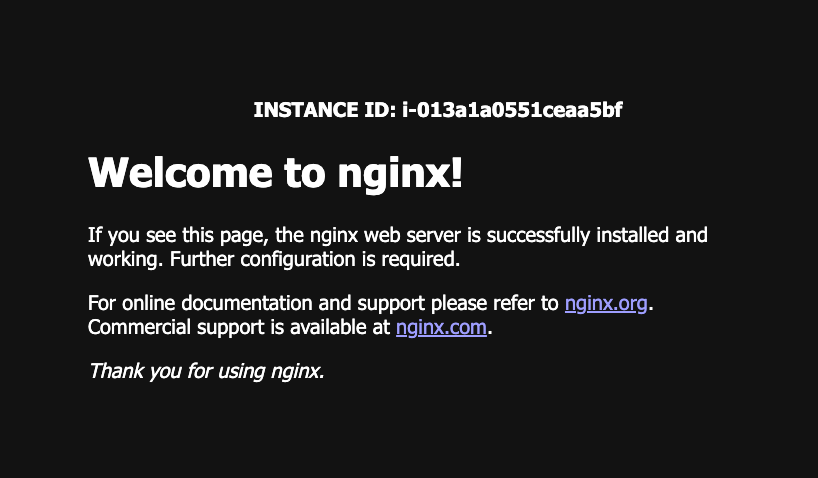 INSTANCE ID: i-013a1a0551ceaa5bf
Welcome to nginx!
If you see this page, the nginx web server is successfully installed and
working. Further configuration is required.
For online documentation and support please refer to nginx.org.
Commercial support is available at nginx.com.
Thank you for using nginx.